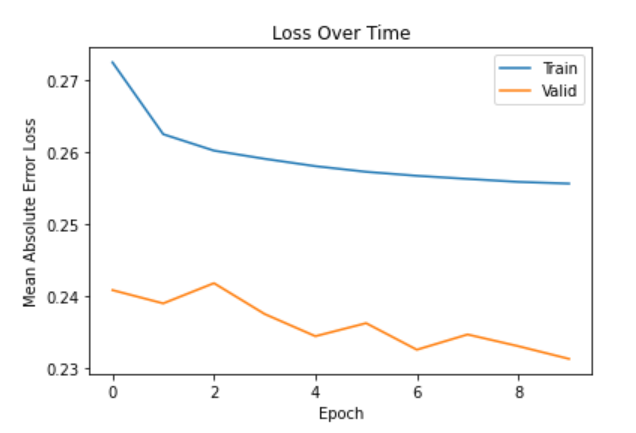 Loss Over Time
Train
Valid
0.27
0.26
0.25
0.24
0.23
Mean Absolute Error Loss
0 2 4 6 8
Epoch